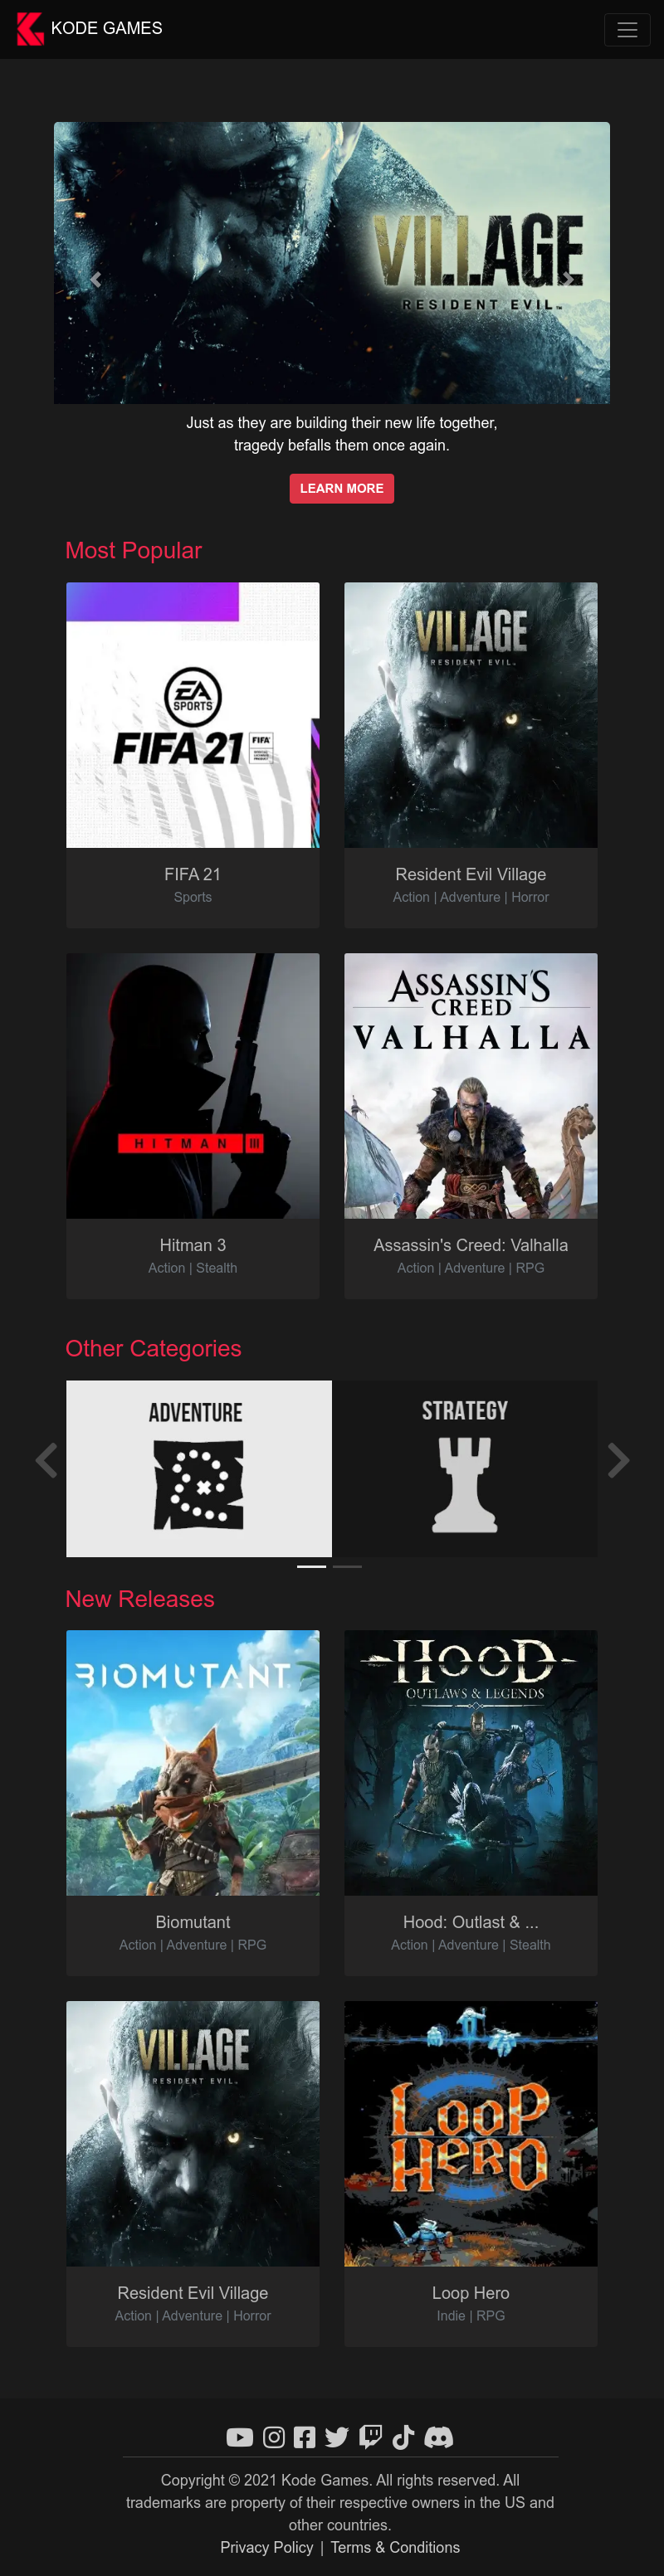 KODE GAMES
VILLAGE
RESIDENT EVIL™
Just as they are building their new life together,
tragedy befalls them once again.
LEARN MORE
Most Popular
EA
SPORTS
FIFA 21
FIFA
VILLAGE
RESIDENT EVIL™
FIFA 21
Sports
Resident Evil Village
Action | Adventure | Horror
HITMAN III
ASSASSIN'S
CREED
VALHALLA
Hitman 3
Action | Stealth
Assassin's Creed: Valhalla
Action | Adventure | RPG
Other Categories
ADVENTURE
STRATEGY
New Releases
BIOMUTANT
HOOD
OUTLAWS & LEGENDS
Biomutant
Action | Adventure | RPG
Hood: Outlast & ...
Action | Adventure | Stealth
VILLAGE
RESIDENT EVIL™
LOOP
HERO
Resident Evil Village
Action | Adventure | Horror
Loop Hero
Indie | RPG
Copyright © 2021 Kode Games. All rights reserved. All
trademarks are property of their respective owners in the US and
other countries.
Privacy Policy | Terms & Conditions